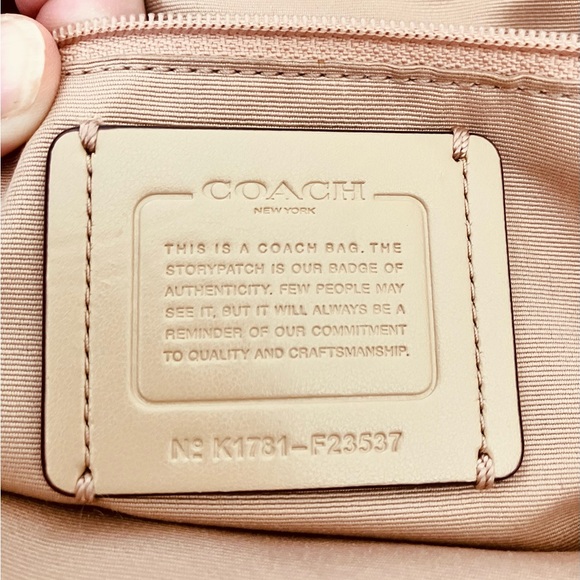 COACH
NEW YORK
THIS IS A COACH BAG. THE
STORYPATCH IS OUR BADGE OF
AUTHENTICITY. FEW PEOPLE MAY
SEE IT, BUT IT WILL ALWAYS BE A
REMINDER OF OUR COMMITMENT
TO QUALITY AND CRAFTSMANSHIP.
Nº K1781-F23537